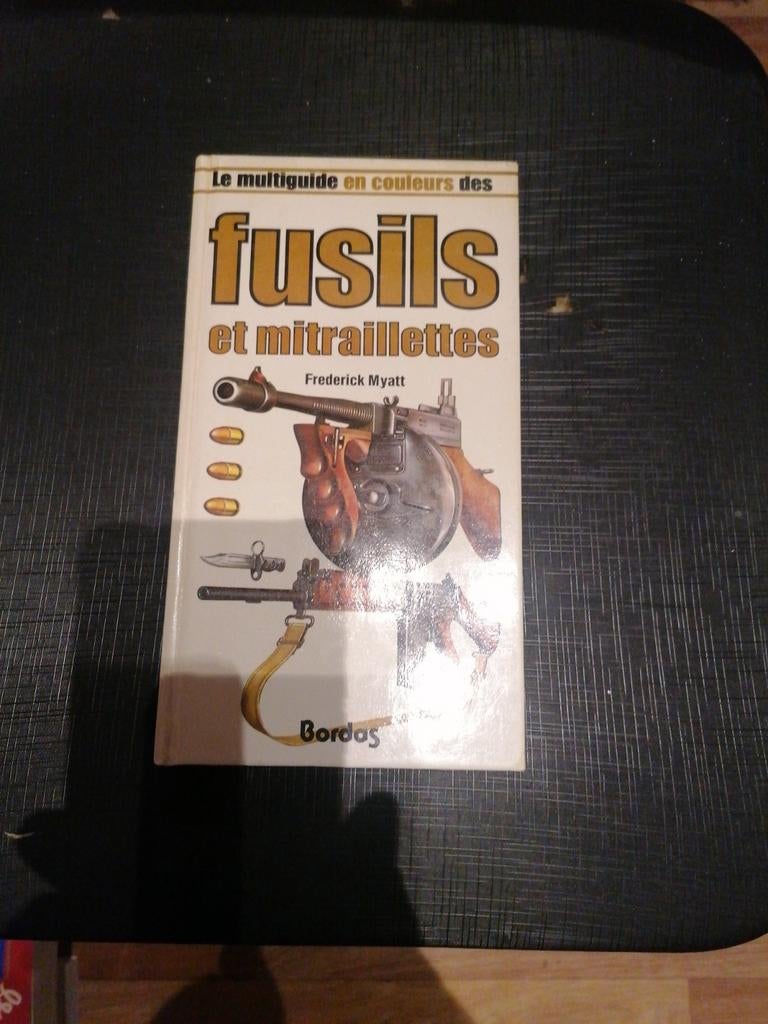 Le multiguide en couleurs des
fusils
et mitraillettes
Frederick Myatt
Bordas